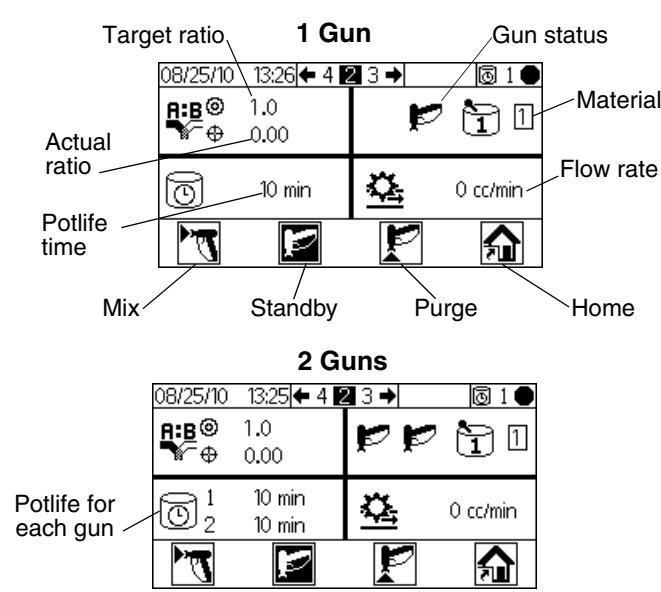 1 Gun
Target ratio
Gun status
08/25/10 13:26 4 2 3 1
A:B 1.0
0.00
1 1
Material
Actual
ratio
10 min
0 cc/min
Flow rate
Potlife
time
Mix
Standby
Purge
Home
2 Guns
08/25/10 13:25 4 2 3 1
A:B 1.0
0.00
1 1
Potlife for
each gun
1 10 min
2 10 min
0 cc/min